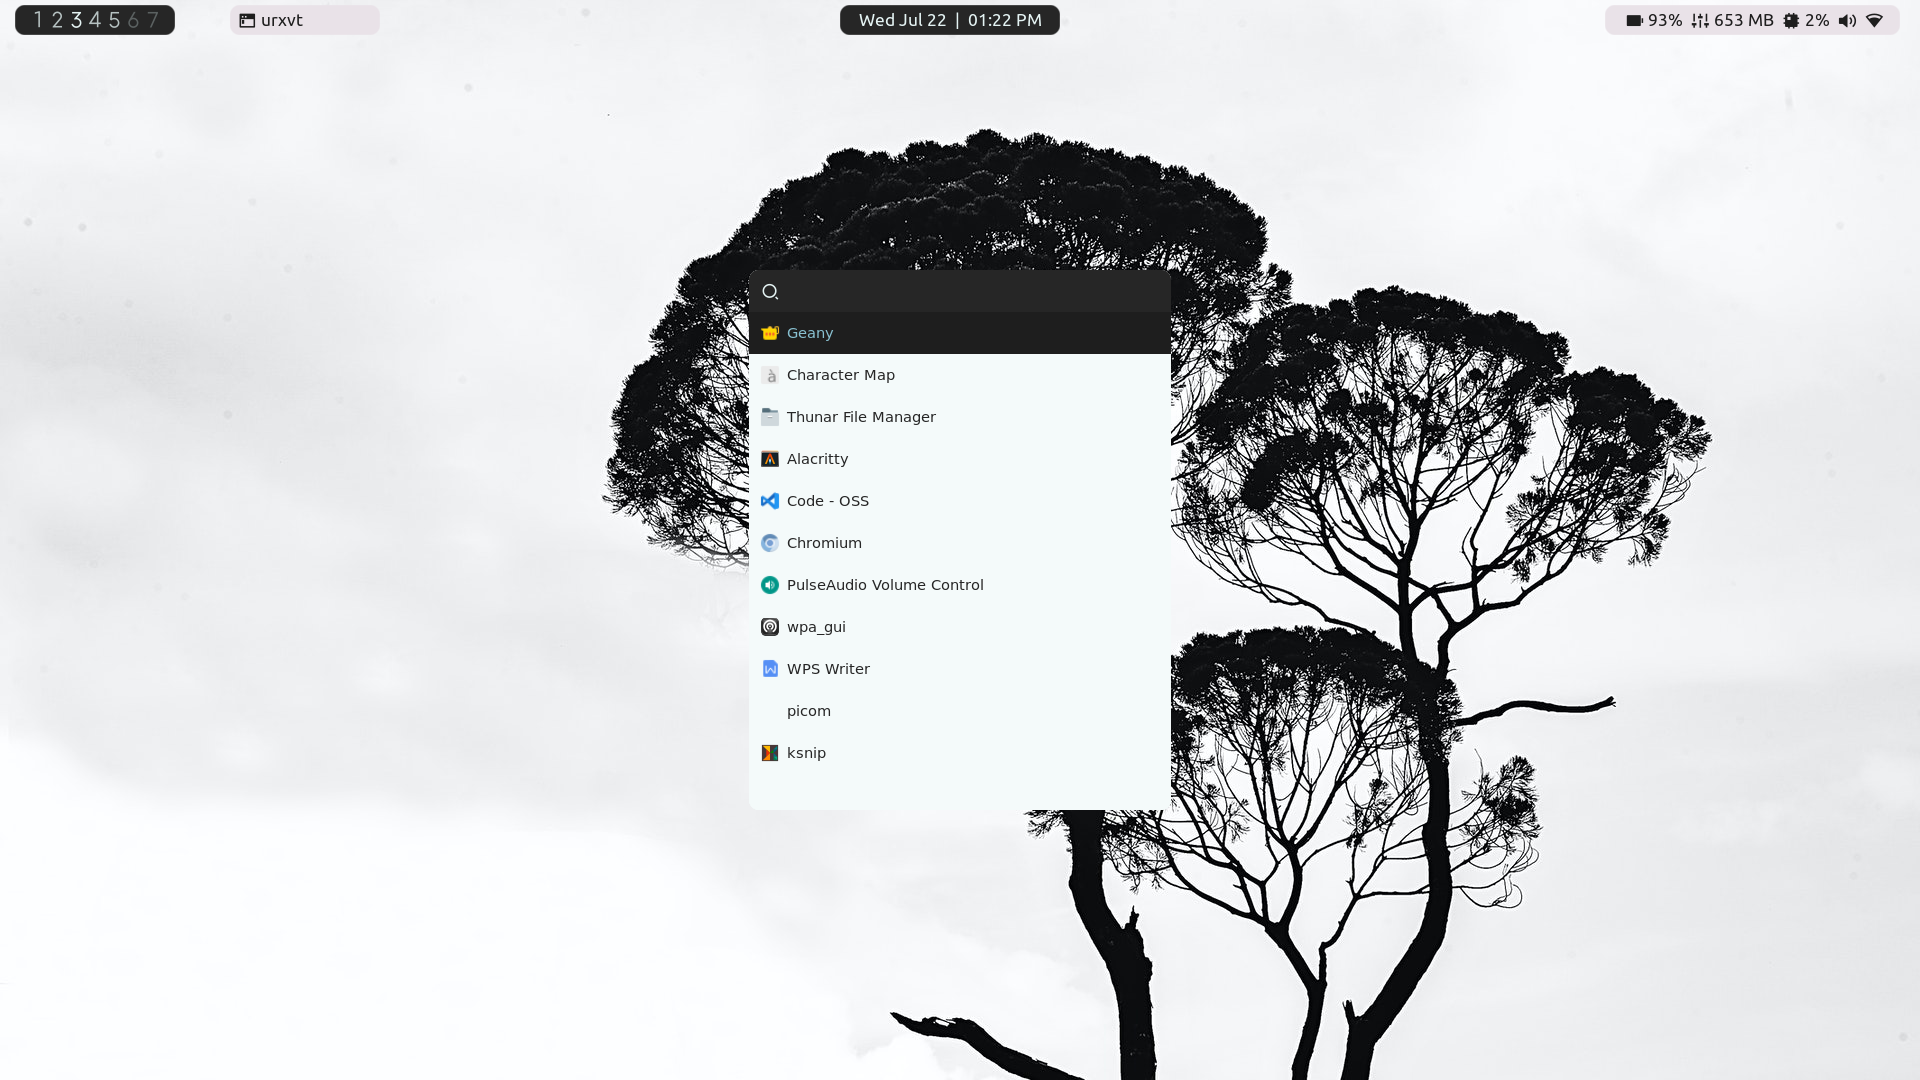 1 2 3 4 5 6 7
urxvt
Wed Jul 22 | 01:22 PM
93% 653 MB 2%
Geany
Character Map
Thunar File Manager
Alacritty
Code - OSS
Chromium
PulseAudio Volume Control
wpa_gui
WPS Writer
picom
ksnip